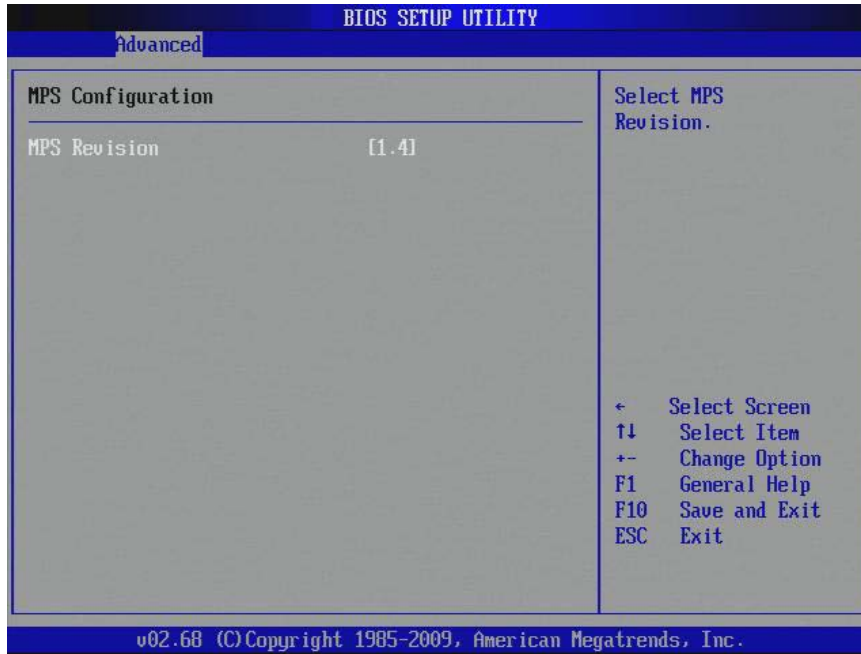 BIOS SETUP UTILITY
Advanced
MPS Configuration
MPS Revision [1.4]
Select MPS
Revision.
← Select Screen
↑↓ Select Item
+- Change Option
F1 General Help
F10 Save and Exit
ESC Exit
v02.68 (C)Copyright 1985-2009, American Megatrends, Inc.